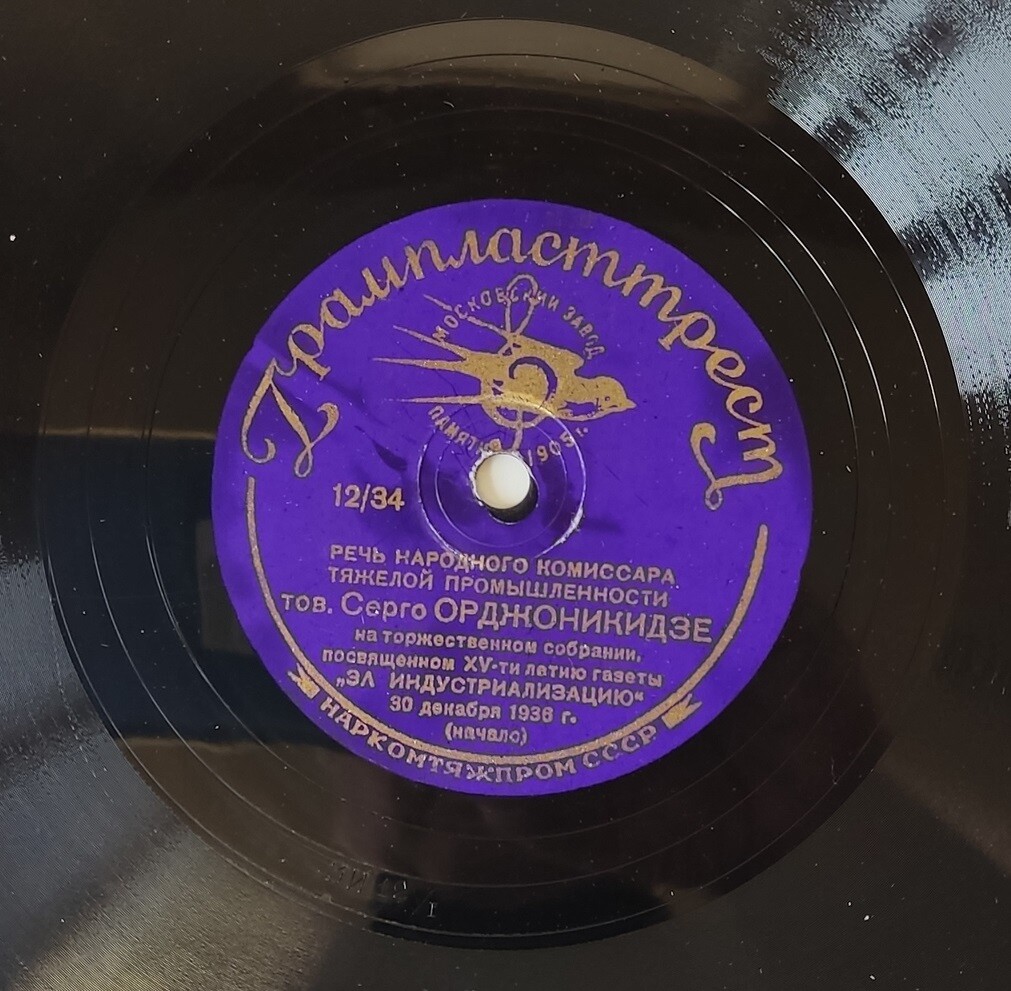 Грампласттрест
МОСКОВСКИЙ ЗАВОД
ПАМЯТИ 1905 г.
12/34
РЕЧЬ НАРОДНОГО КОМИССАРА
ТЯЖЕЛОЙ ПРОМЫШЛЕННОСТИ
тов. Серго ОРДЖОНИКИДЗЕ
на торжественном собрании,
посвященном XV-ти летию газеты
„ЗА ИНДУСТРИАЛИЗАЦИЮ“
30 декабря 1936 г.
(начало)
НАРКОМТЯЖПРОМ СССР